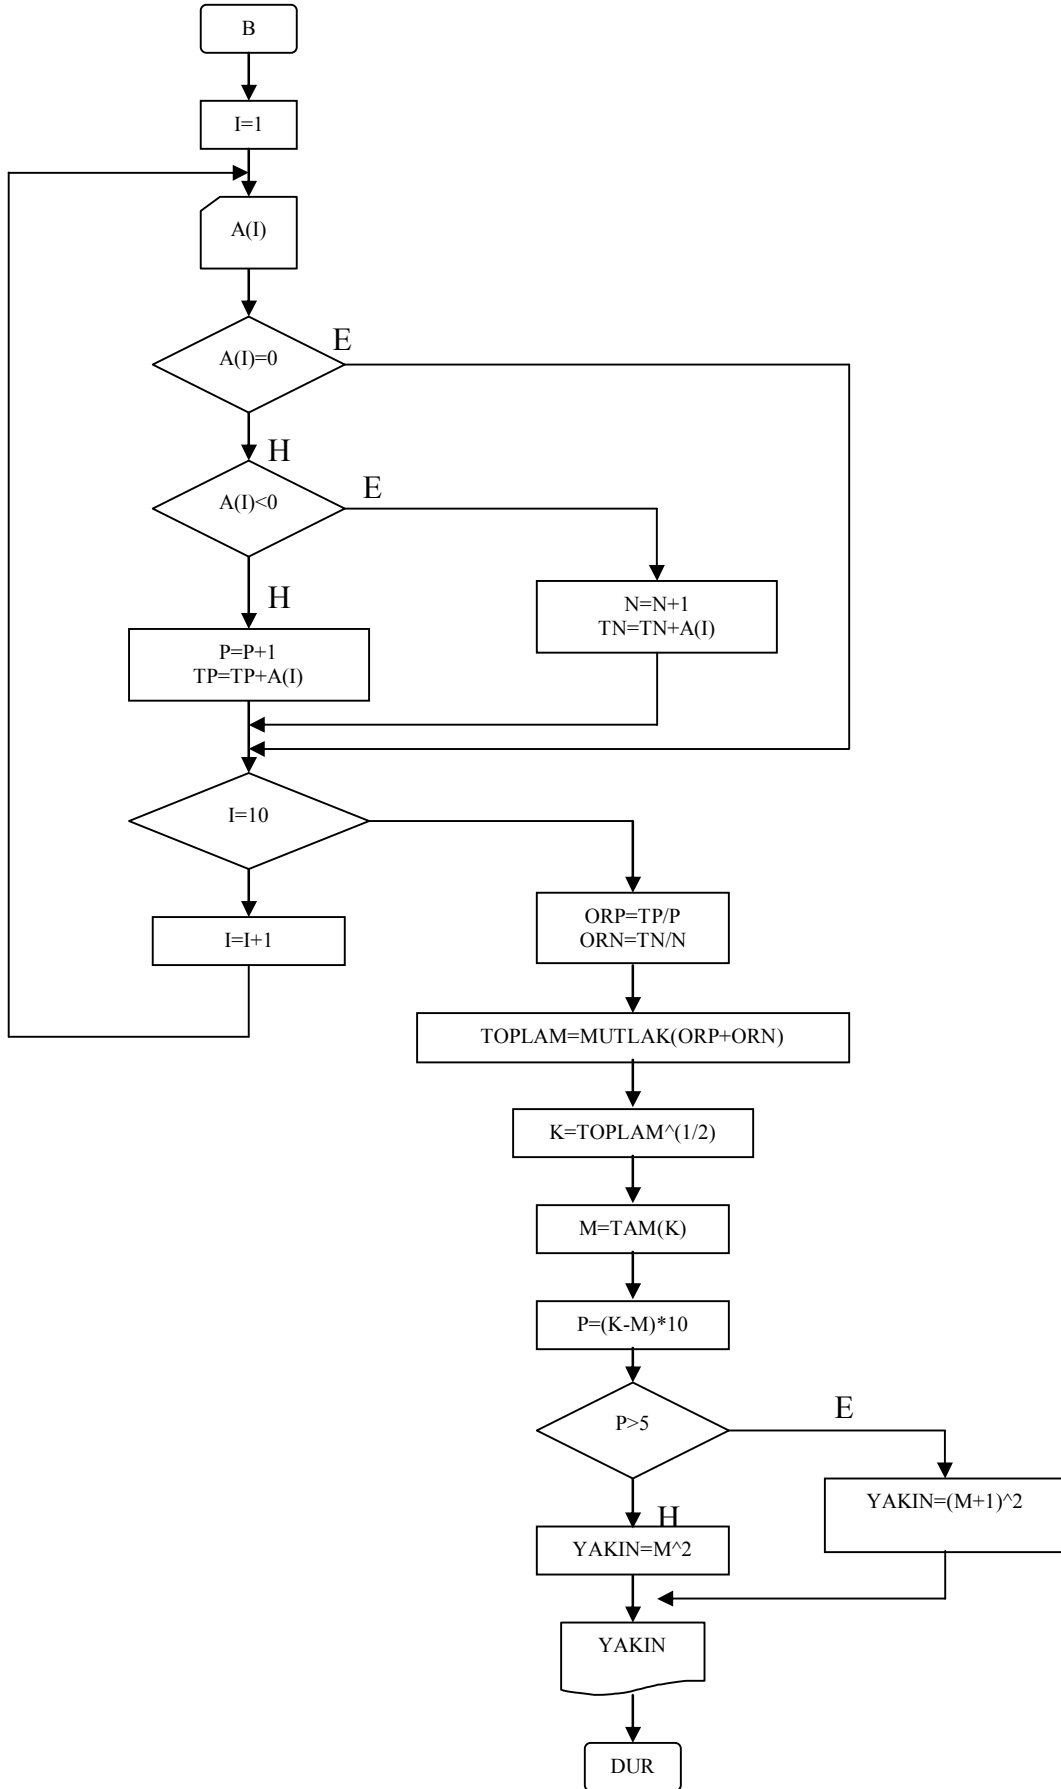 B
I=1
A(I)
A(I)=0
E
H
A(I)<0
E
H
N=N+1
TN=TN+A(I)
P=P+1
TP=TP+A(I)
I=10
I=I+1
ORP=TP/P
ORN=TN/N
TOPLAM=MUTLAK(ORP+ORN)
K=TOPLAM^(1/2)
M=TAM(K)
P=(K-M)*10
P>5
E
H
YAKIN=(M+1)^2
YAKIN=M^2
YAKIN
DUR